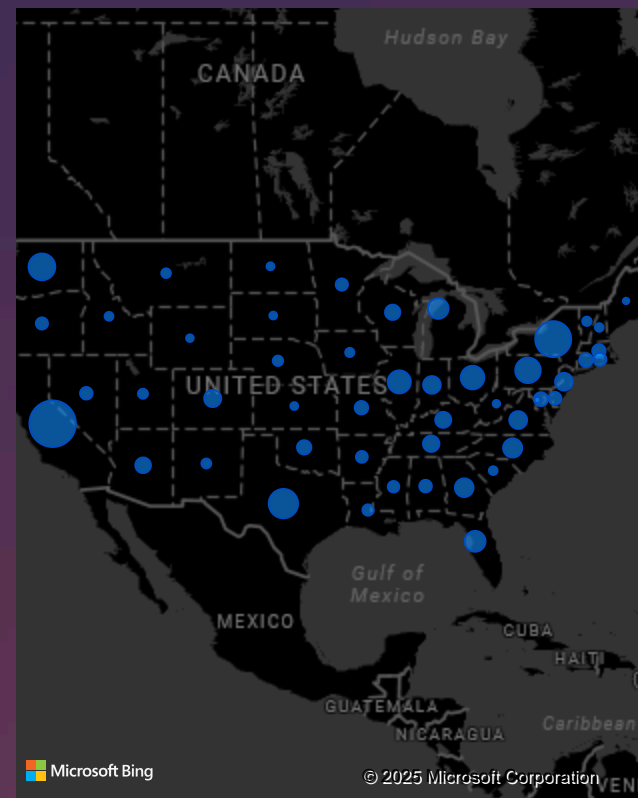 Hudson Bay
CANADA
UNITED STATES
Gulf of
Mexico
MEXICO
CUBA
HAITI
GUATEMALA
NICARAGUA
Caribbean
Microsoft Bing
© 2025 Microsoft Corporation
VEN